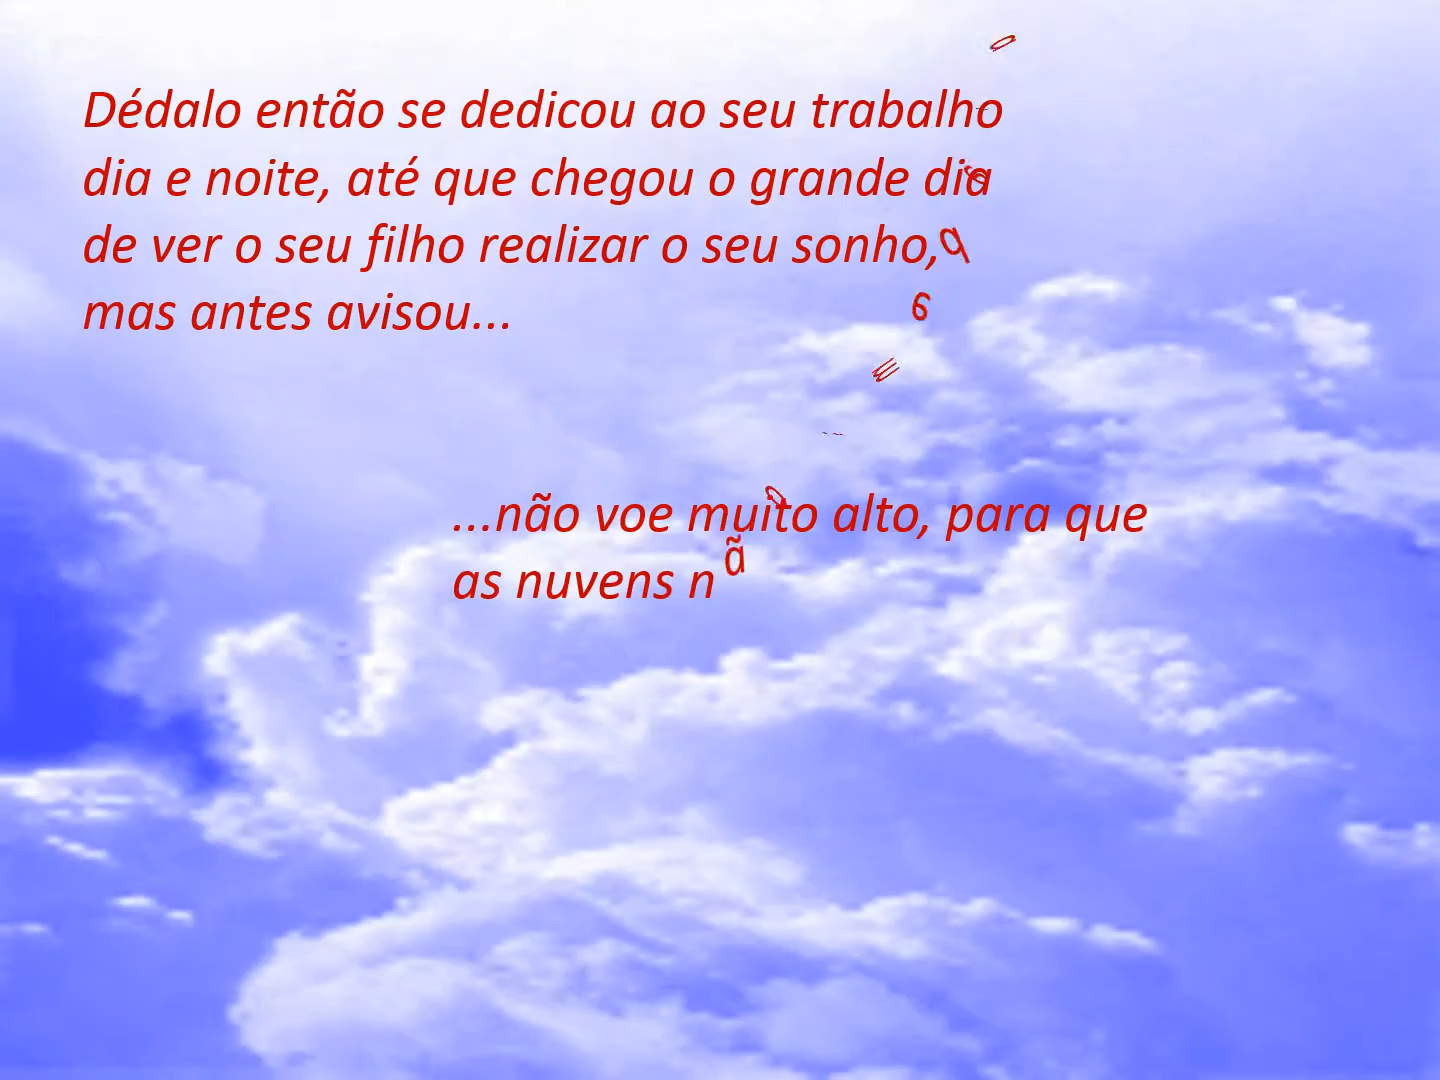 Dédalo então se dedicou ao seu trabalho
dia e noite, até que chegou o grande dia
de ver o seu filho realizar o seu sonho,
mas antes avisou...
...não voe muito alto, para que
as nuvens n